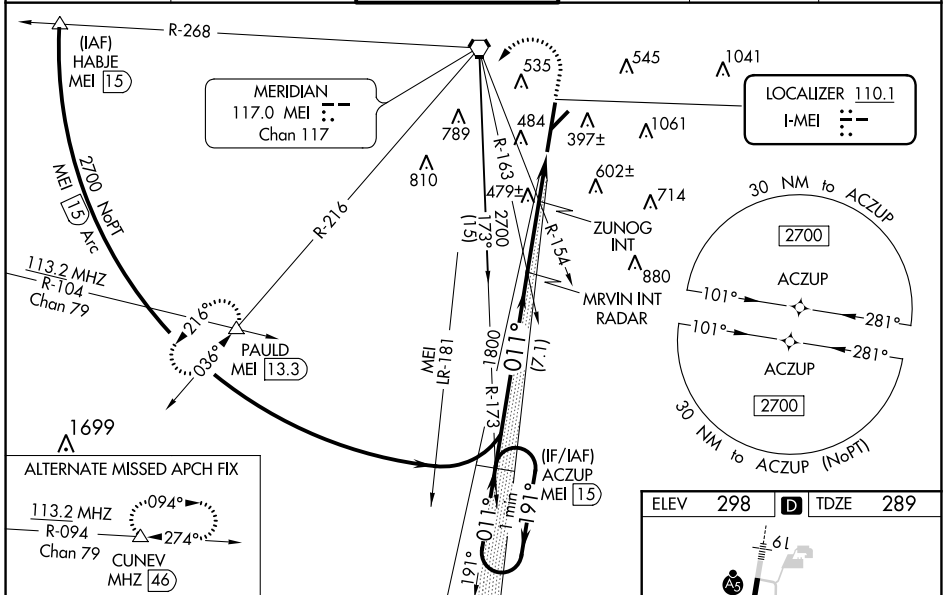 R-268
(IAF)
HABJE
MEI 15
MERIDIAN
117.0 MEI
Chan 117
535
545
1041
LOCALIZER 110.1
I-MEI
789
484
397±
1061
810
R-163
479±
602±
714
2700 NoPT
MEI 15 Arc
R-216
2700
173°
(15)
R-154
ZUNOG
INT
880
MRVIN INT
RADAR
30 NM to ACZUP
2700
ACZUP
101°
281°
101°
281°
ACZUP
2700
30 NM to ACZUP (NoPT)
113.2 MHZ
R-104
Chan 79
216°
036°
PAULD
MEI 13.3
MEI
LR-181
1800
R-173
011°
(7.1)
1699
(IF/IAF)
ACZUP
MEI 15
011°
1 min
191°
191°
ALTERNATE MISSED APCH FIX
113.2 MHZ
R-094
Chan 79
094°
274°
CUNEV
MHZ 46
ELEV 298 D TDZE 289
19
A5